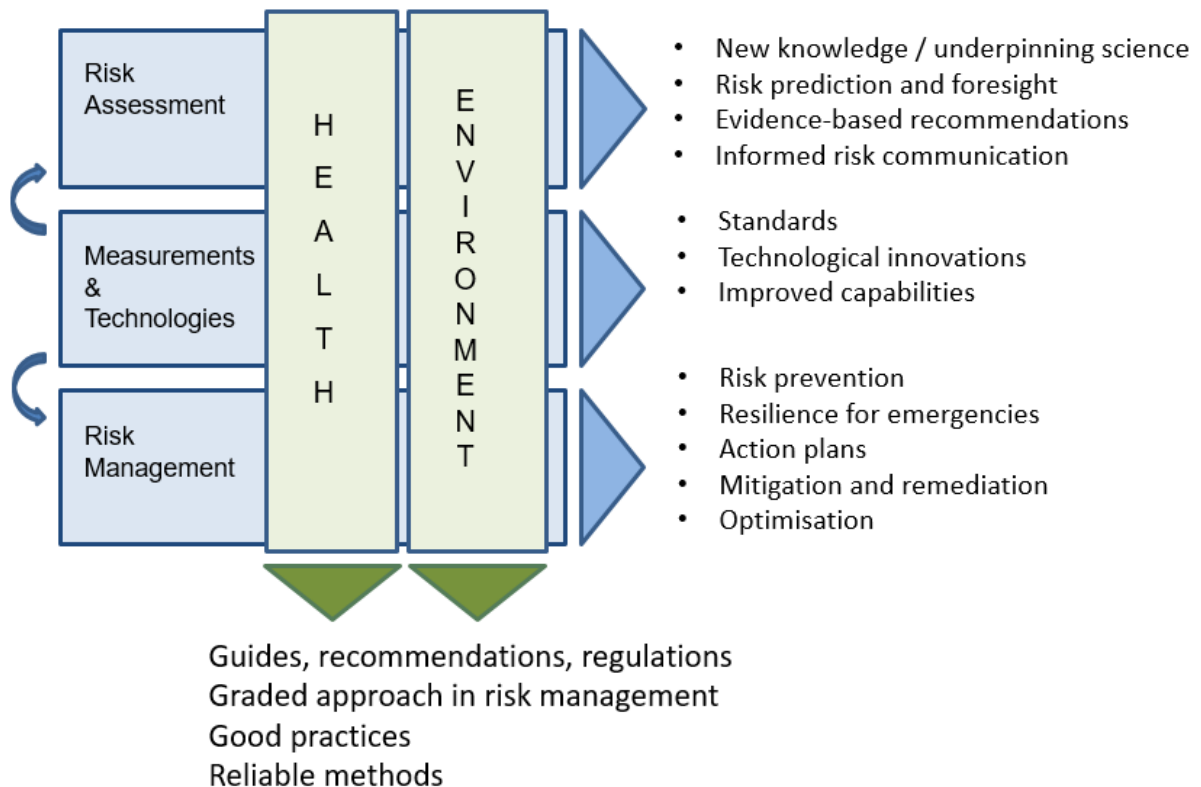 Risk
Assessment
Measurements
&
Technologies
Risk
Management
HEALTH
ENVIRONMENT
• New knowledge / underpinning science
• Risk prediction and foresight
• Evidence-based recommendations
• Informed risk communication
• Standards
• Technological innovations
• Improved capabilities
• Risk prevention
• Resilience for emergencies
• Action plans
• Mitigation and remediation
• Optimisation
Guides, recommendations, regulations
Graded approach in risk management
Good practices
Reliable methods